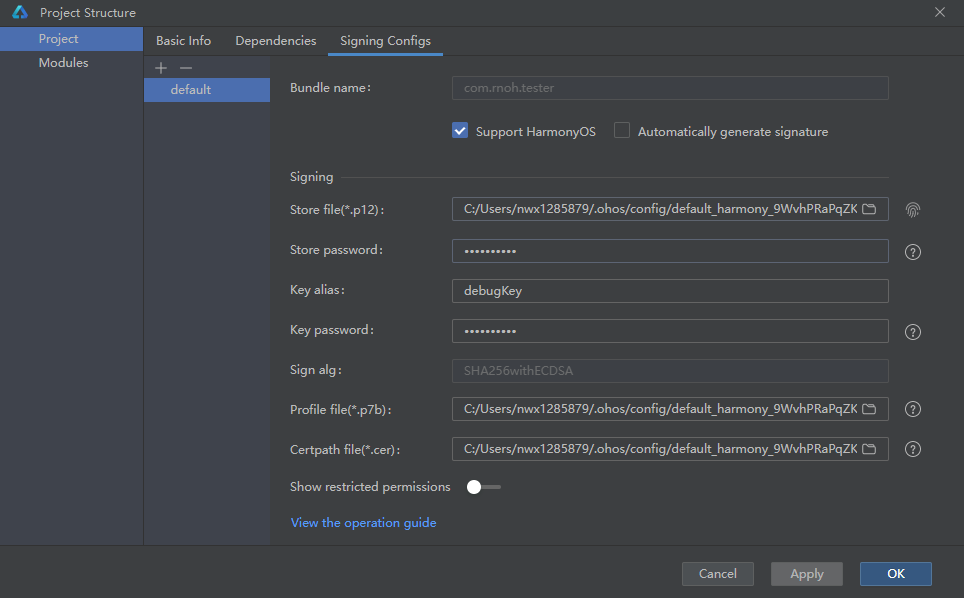 Project Structure
Project
Modules
Basic Info Dependencies Signing Configs
default
Bundle name: com.rnoh.tester
Support HarmonyOS Automatically generate signature
Signing
Store file(*.p12): C:/Users/nwx1285879/.ohos/config/default_harmony_9WvhPRaPqZK
Store password: ••••••••••
Key alias: debugKey
Key password: ••••••••••
Sign alg: SHA256withECDSA
Profile file(*.p7b): C:/Users/nwx1285879/.ohos/config/default_harmony_9WvhPRaPqZK
Certpath file(*.cer): C:/Users/nwx1285879/.ohos/config/default_harmony_9WvhPRaPqZK
Show restricted permissions
View the operation guide
Cancel Apply OK